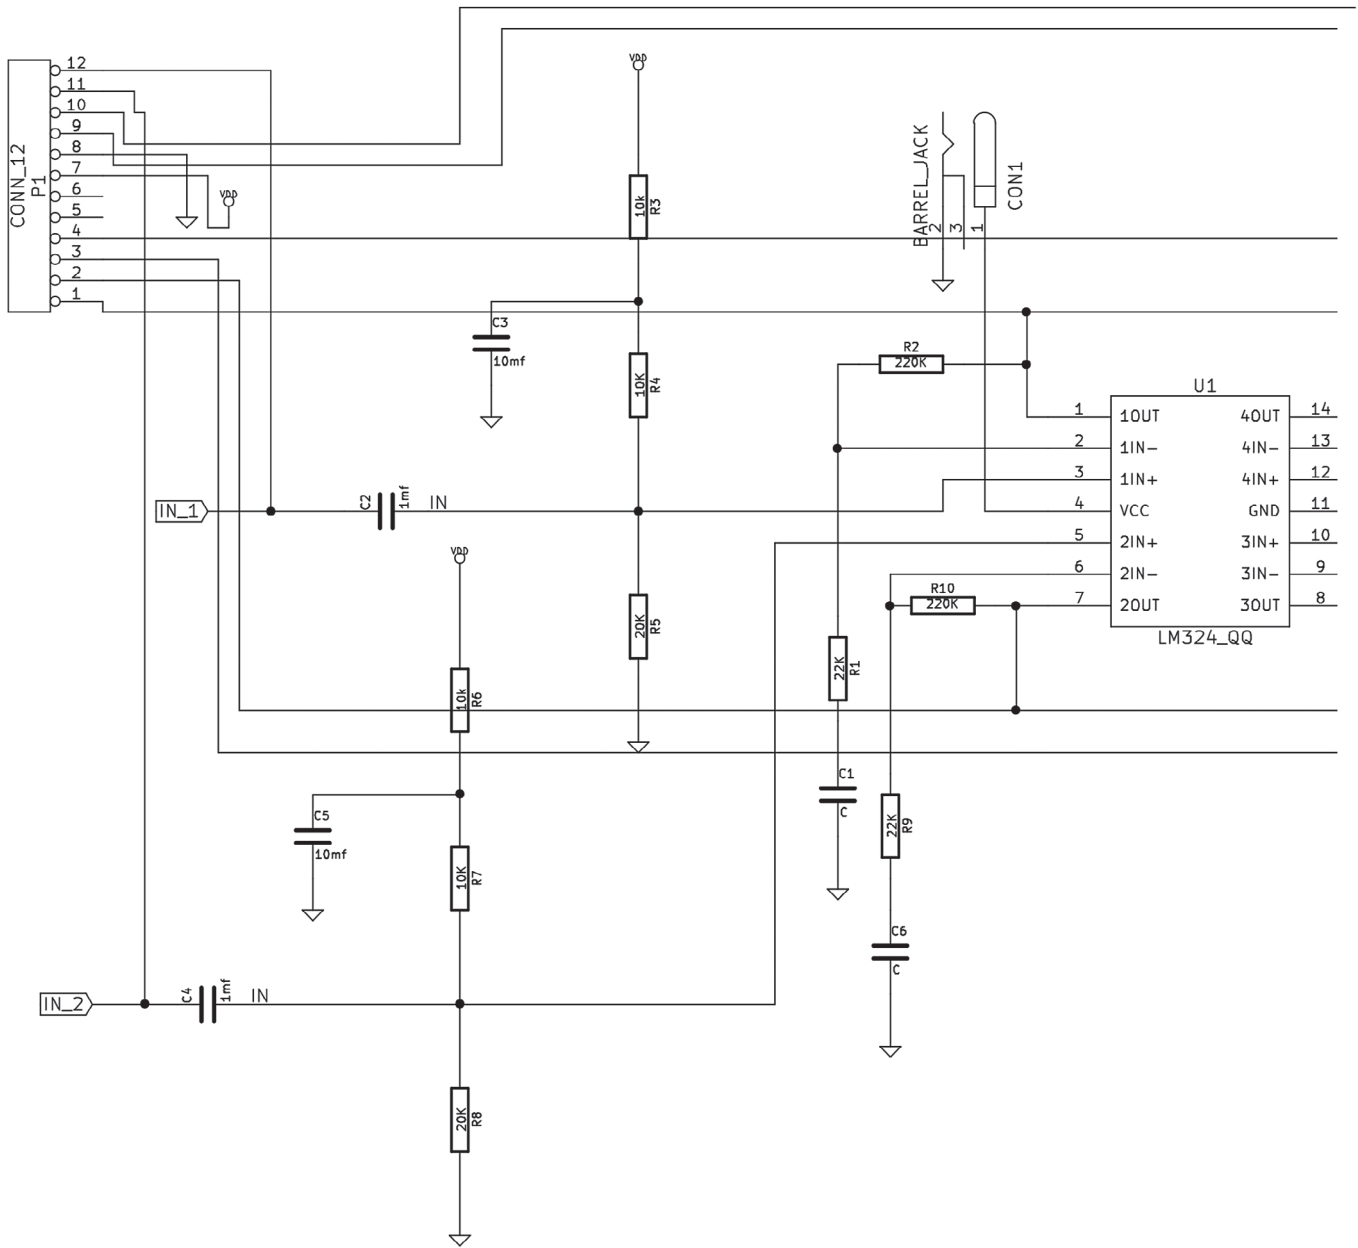 CONN_12
P1
12
11
10
9
8
7
6
5
4
3
2
1
VDD
VDD
10k
R3
BARREL_JACK
2
3
1
CON1
C3
10mf
10K
R4
R2
220K
U1
1 1OUT 4OUT 14
2 1IN- 4IN- 13
3 1IN+ 4IN+ 12
4 VCC GND 11
5 2IN+ 3IN+ 10
6 2IN- 3IN- 9
7 2OUT 3OUT 8
LM324_QQ
IN_1
C2
1mf
IN
VDD
R10
220K
20K
R5
10k
R6
22K
R1
C1
C
C5
10mf
10K
R7
22K
R9
C6
C
IN_2
C4
1mf
IN
20K
R8